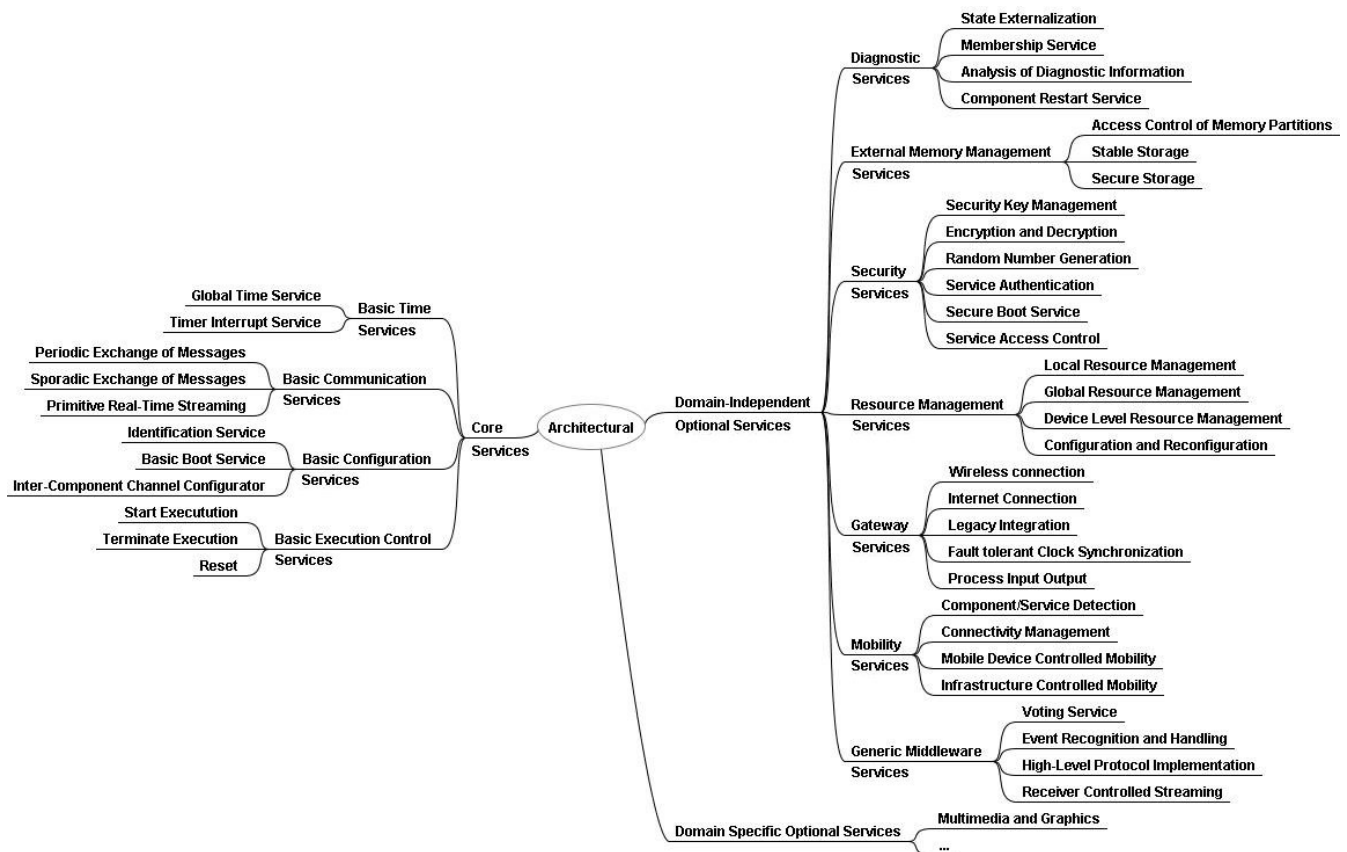 Architectural
Core
Services
Basic Time
Services
Global Time Service
Timer Interrupt Service
Basic Communication
Services
Periodic Exchange of Messages
Sporadic Exchange of Messages
Primitive Real-Time Streaming
Basic Configuration
Services
Identification Service
Basic Boot Service
Inter-Component Channel Configurator
Basic Execution Control
Services
Start Executution
Terminate Execution
Reset
Domain-Independent
Optional Services
Diagnostic
Services
State Externalization
Membership Service
Analysis of Diagnostic Information
Component Restart Service
External Memory Management
Services
Access Control of Memory Partitions
Stable Storage
Secure Storage
Security
Services
Security Key Management
Encryption and Decryption
Random Number Generation
Service Authentication
Secure Boot Service
Service Access Control
Resource Management
Services
Local Resource Management
Global Resource Management
Device Level Resource Management
Configuration and Reconfiguration
Gateway
Services
Wireless connection
Internet Connection
Legacy Integration
Fault tolerant Clock Synchronization
Process Input Output
Mobility
Services
Component/Service Detection
Connectivity Management
Mobile Device Controlled Mobility
Infrastructure Controlled Mobility
Generic Middleware
Services
Voting Service
Event Recognition and Handling
High-Level Protocol Implementation
Receiver Controlled Streaming
Domain Specific Optional Services
Multimedia and Graphics
...